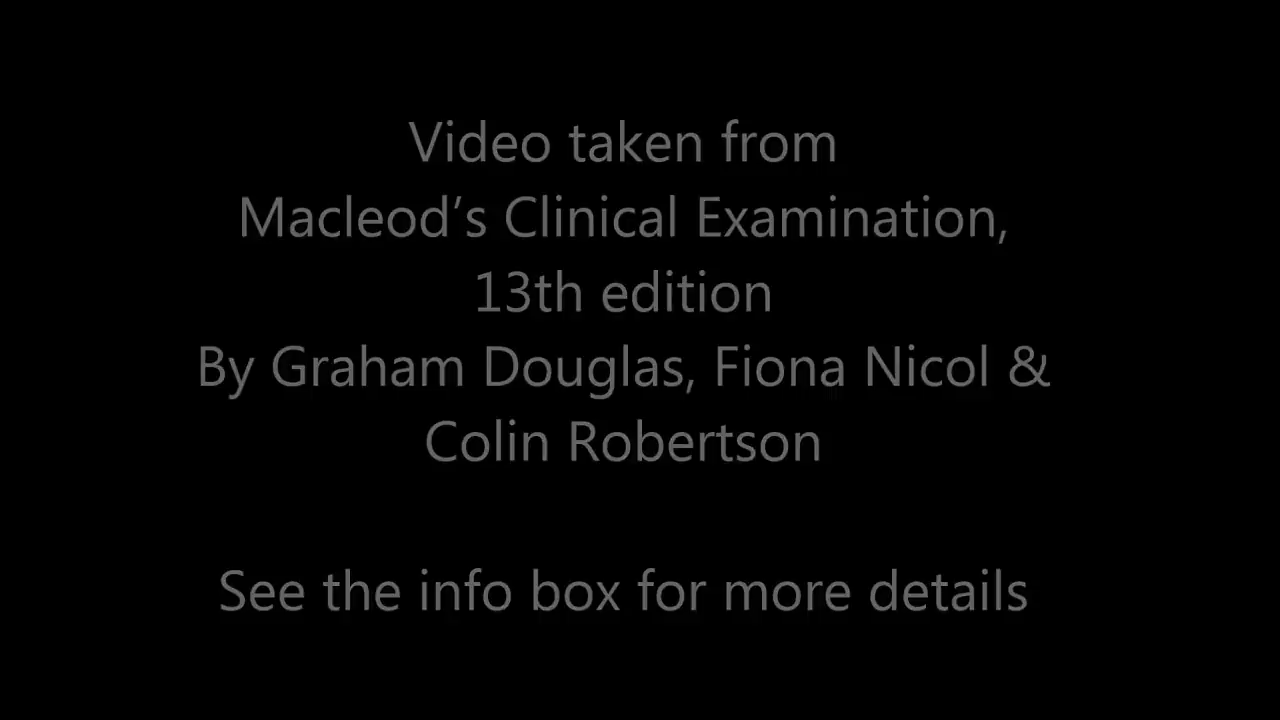 Video taken from
Macleod’s Clinical Examination,
13th edition
By Graham Douglas, Fiona Nicol &
Colin Robertson
See the info box for more details